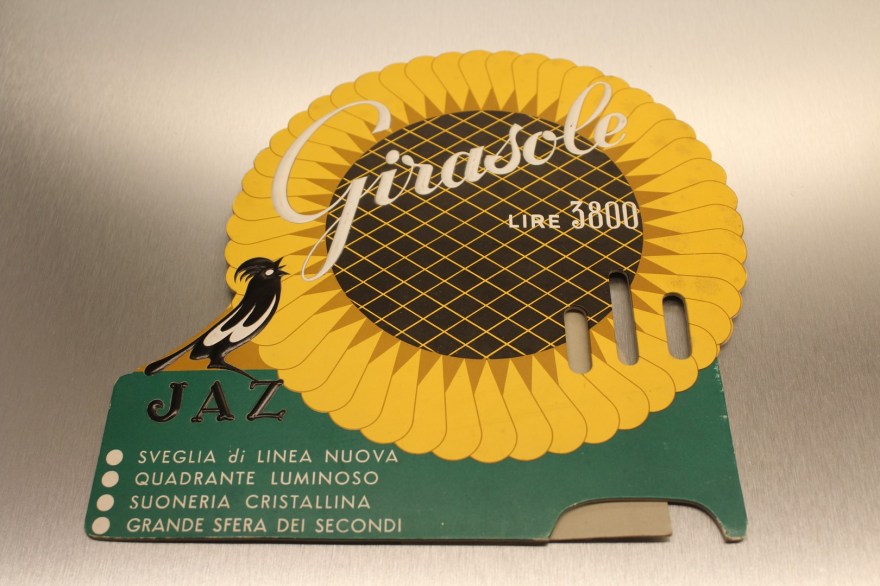 Girasole
LIRE 3800
JAZ
SVEGLIA di LINEA NUOVA
QUADRANTE LUMINOSO
SUONERIA CRISTALLINA
GRANDE SFERA DEI SECONDI